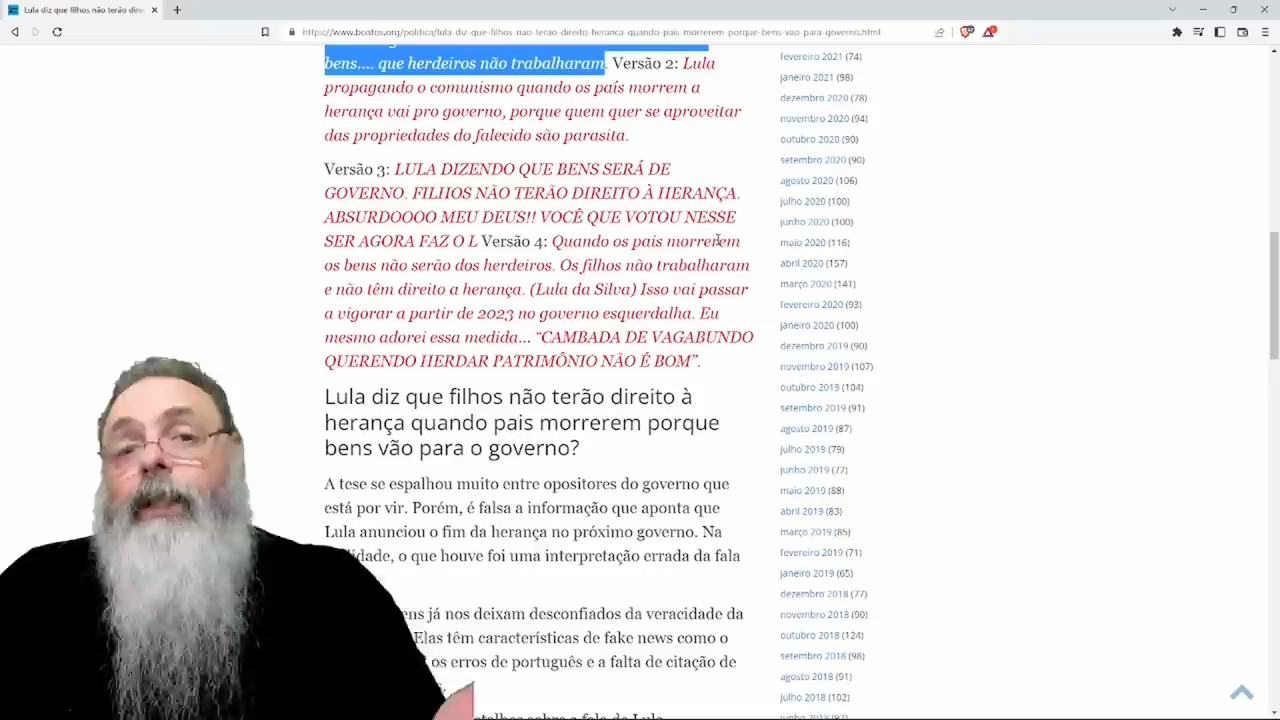 Lula diz que filhos não terão dire
https://www.boatos.org/politica/lula-diz-que-filhos-nao-terao-direito-heranca-quando-pais-morrerem-porque-bens-vao-para-governo.html
bens.... que herdeiros não trabalharam. Versão 2: Lula
propagando o comunismo quando os país morrem a
herança vai pro governo, porque quem quer se aproveitar
das propriedades do falecido são parasita.
Versão 3: LULA DIZENDO QUE BENS SERÁ DE
GOVERNO. FILHOS NÃO TERÃO DIREITO À HERANÇA.
ABSURDOOOO MEU DEUS!! VOCÊ QUE VOTOU NESSE
SER AGORA FAZ O L Versão 4: Quando os pais morrerem
os bens não serão dos herdeiros. Os filhos não trabalharam
e não têm direito a herança. (Lula da Silva) Isso vai passar
a vigorar a partir de 2023 no governo esquerdalha. Eu
mesmo adorei essa medida... “CAMBADA DE VAGABUNDO
QUERENDO HERDAR PATRIMÔNIO NÃO É BOM”.
Lula diz que filhos não terão direito à
herança quando pais morrerem porque
bens vão para o governo?
A tese se espalhou muito entre opositores do governo que
está por vir. Porém, é falsa a informação que aponta que
Lula anunciou o fim da herança no próximo governo. Na
o que houve foi uma interpretação errada da fala
já nos deixam desconfiados da veracidade da
Elas têm características de fake news como o
os erros de português e a falta de citação de
sobre a fala de Lula
fevereiro 2021 (74)
janeiro 2021 (98)
dezembro 2020 (78)
novembro 2020 (94)
outubro 2020 (90)
setembro 2020 (90)
agosto 2020 (106)
julho 2020 (100)
junho 2020 (100)
maio 2020 (116)
abril 2020 (157)
março 2020 (141)
fevereiro 2020 (93)
janeiro 2020 (100)
dezembro 2019 (90)
novembro 2019 (107)
outubro 2019 (104)
setembro 2019 (91)
agosto 2019 (87)
julho 2019 (79)
junho 2019 (77)
maio 2019 (88)
abril 2019 (83)
março 2019 (85)
fevereiro 2019 (71)
janeiro 2019 (65)
dezembro 2018 (77)
novembro 2018 (90)
outubro 2018 (124)
setembro 2018 (98)
agosto 2018 (91)
julho 2018 (102)
junho 2018